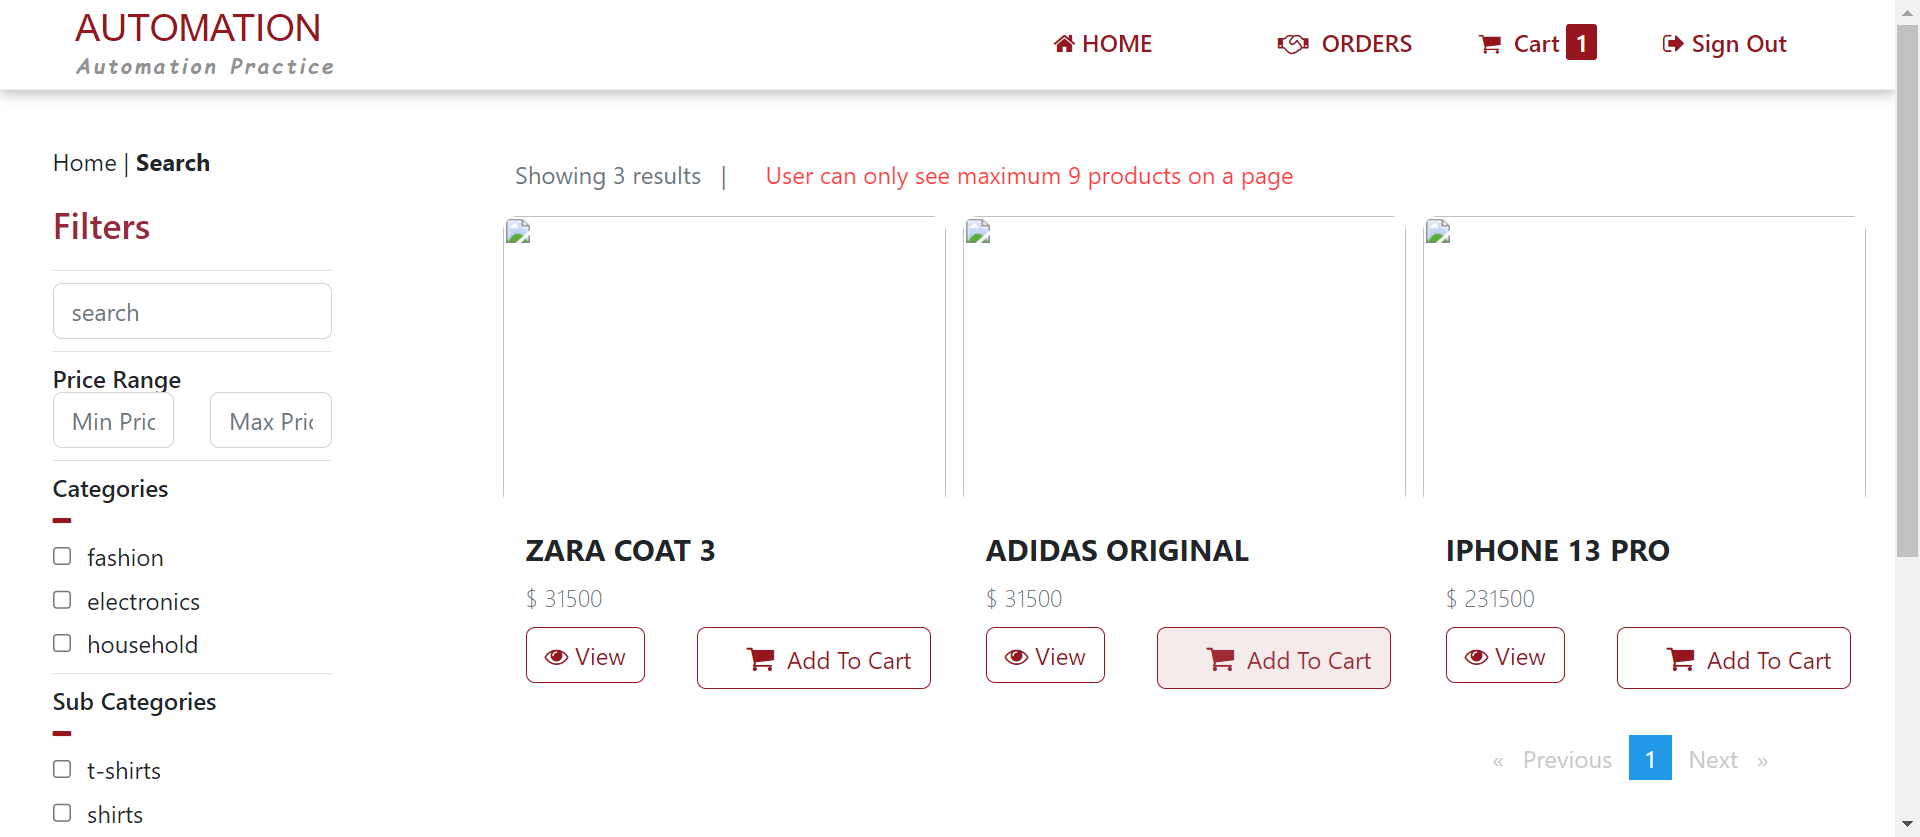 AUTOMATION
Automation Practice
HOME
ORDERS
Cart 1
Sign Out
Home | Search
Filters
search
Price Range
Min Pric
Max Pric
Categories
fashion
electronics
household
Sub Categories
t-shirts
shirts
Showing 3 results |
User can only see maximum 9 products on a page
ZARA COAT 3
$ 31500
View
Add To Cart
ADIDAS ORIGINAL
$ 31500
View
Add To Cart
IPHONE 13 PRO
$ 231500
View
Add To Cart
« Previous 1 Next »